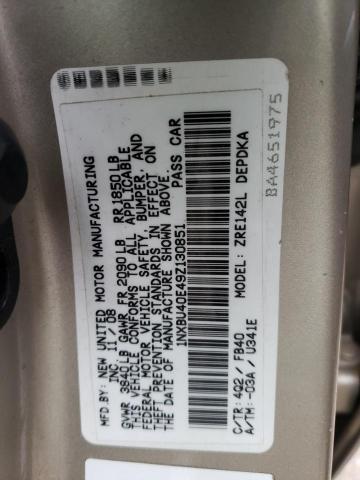 MFD BY: NEW UNITED MOTOR MANUFACTURING
INC. 11/08
GVWR 3840LB GAWR FR 2090 LB RR 1850 LB
THIS VEHICLE CONFORMS TO ALL APPLICABLE
FEDERAL MOTOR VEHICLE SAFETY, BUMPER, AND
THEFT PREVENTION STANDARDS IN EFFECT ON
THE DATE OF MANUFACTURE SHOWN ABOVE.
1NXBU40E49Z130851 PASS CAR
C/TR: 4Q2 / FB40 MODEL: ZRE142L DEPDKA
A/TM: -03A / U341E
BA4651975